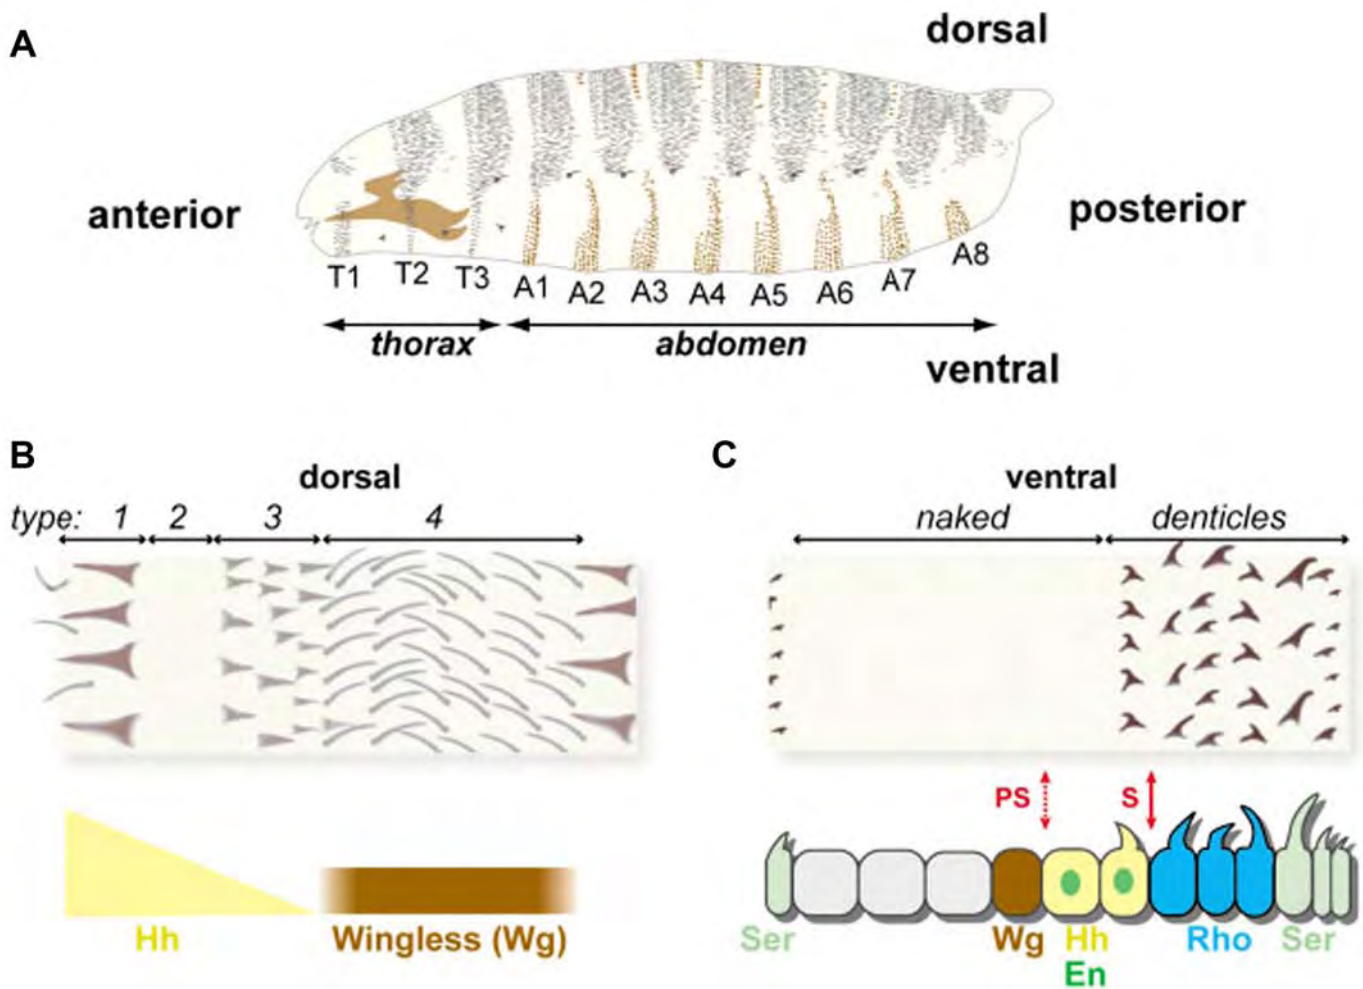 A
dorsal
anterior
posterior
T1 T2 T3 A1 A2 A3 A4 A5 A6 A7 A8
thorax abdomen
ventral
B
dorsal
type: 1 2 3 4
Hh
Wingless (Wg)
C
ventral
naked denticles
PS S
Ser Wg Hh Rho Ser
En